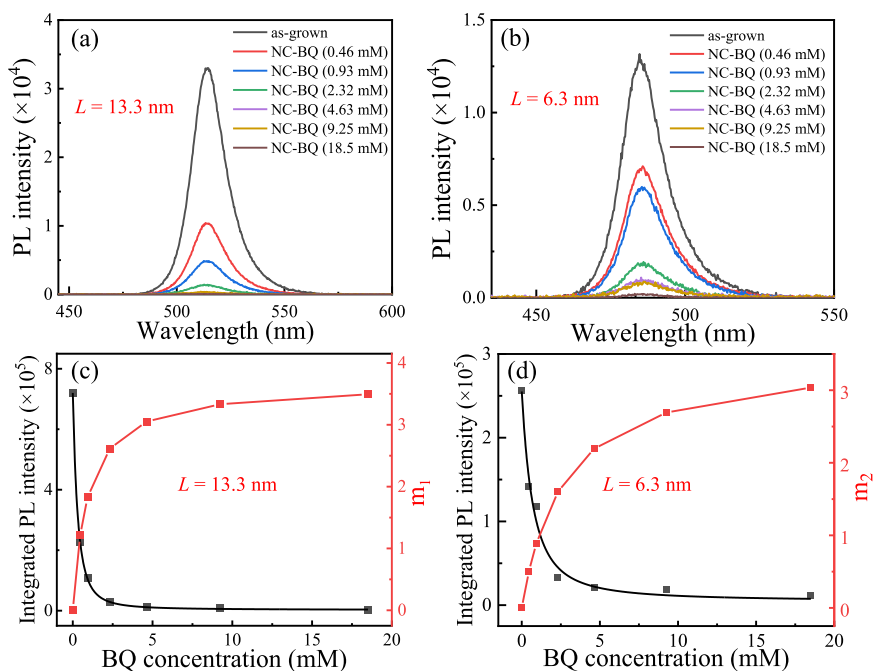 (a)
as-grown
NC-BQ (0.46 mM)
NC-BQ (0.93 mM)
NC-BQ (2.32 mM)
NC-BQ (4.63 mM)
NC-BQ (9.25 mM)
NC-BQ (18.5 mM)
L = 13.3 nm
PL intensity (×10⁴)
4
3
2
1
0
450
500
550
600
Wavelength (nm)
(b)
as-grown
NC-BQ (0.46 mM)
NC-BQ (0.93 mM)
NC-BQ (2.32 mM)
NC-BQ (4.63 mM)
NC-BQ (9.25 mM)
NC-BQ (18.5 mM)
L = 6.3 nm
PL intensity (×10⁴)
1.5
1.0
0.5
0.0
450
500
550
Wavelength (nm)
(c)
L = 13.3 nm
Integrated PL intensity (×10⁵)
8
4
0
m₁
4
3
2
1
0
0
5
10
15
20
BQ concentration (mM)
(d)
L = 6.3 nm
Integrated PL intensity (×10⁵)
3
2
1
0
m₂
3
2
1
0
0
5
10
15
20
BQ concentration (mM)